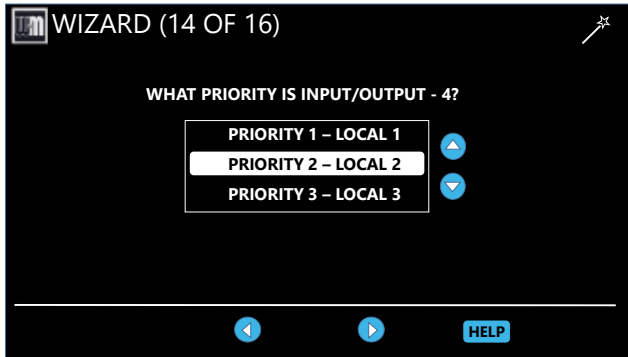 WIZARD (14 OF 16)
WHAT PRIORITY IS INPUT/OUTPUT - 4?
PRIORITY 1 – LOCAL 1
PRIORITY 2 – LOCAL 2
PRIORITY 3 – LOCAL 3
HELP